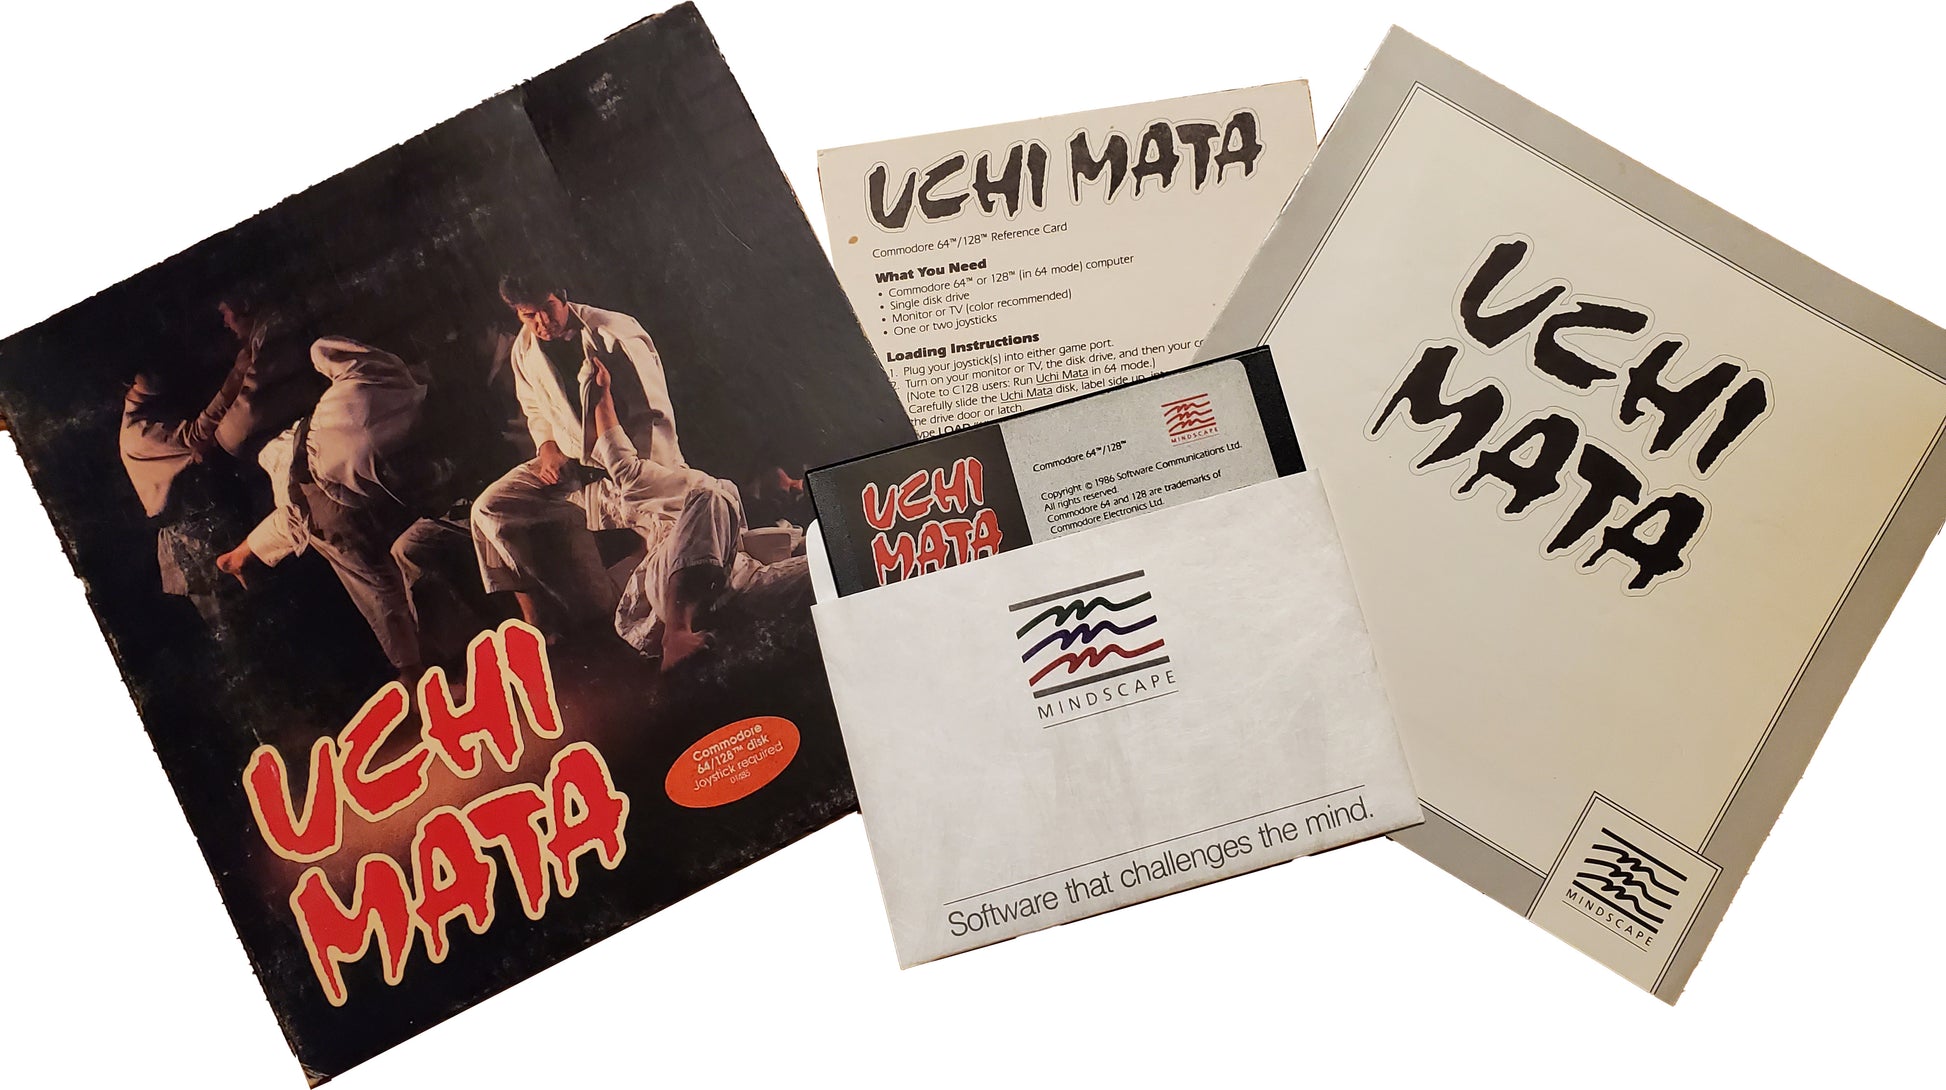 UCHI
MATA
Commodore
64/128™ disk
Joystick required
UCHI MATA
Commodore 64™/128™ Reference Card
What You Need
• Commodore 64™ or 128™ (in 64 mode) computer
• Single disk drive
• Monitor or TV (color recommended)
• One or two joysticks
Loading Instructions
1. Plug your joystick(s) into either game port.
2. Turn on your monitor or TV, the disk drive, and then your
(Note to C128 users: Run Uchi Mata in 64 mode.)
Carefully slide the Uchi Mata disk, label side up,
the drive door or latch.
UCHI
MATA
Commodore 64™/128™
MINDSCAPE
Copyright © 1986 Software Communications Ltd.
All rights reserved.
Commodore 64 and 128 are trademarks of
Commodore Electronics Ltd.
MINDSCAPE
Software that challenges the mind.
UCHI
MATA
MINDSCAPE